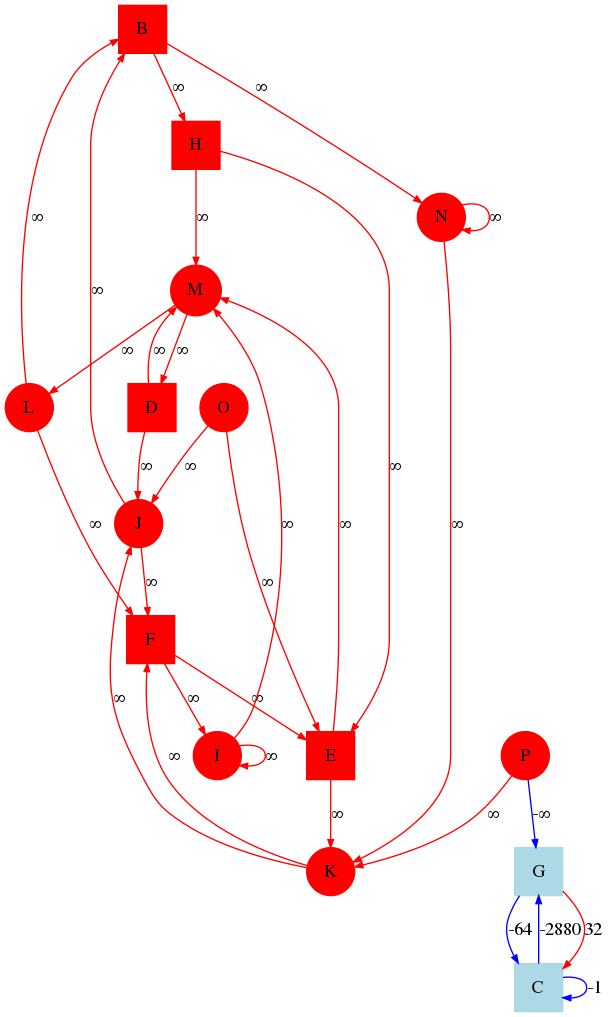 B
∞ ∞
H
∞ N ∞
∞
∞
M
∞ ∞ ∞
L D O
∞ ∞ ∞
∞ J ∞ ∞
∞ ∞
F
∞ ∞ ∞
I ∞ E P
∞ ∞ ∞ -∞
K G
-64 -2880 32
C -1